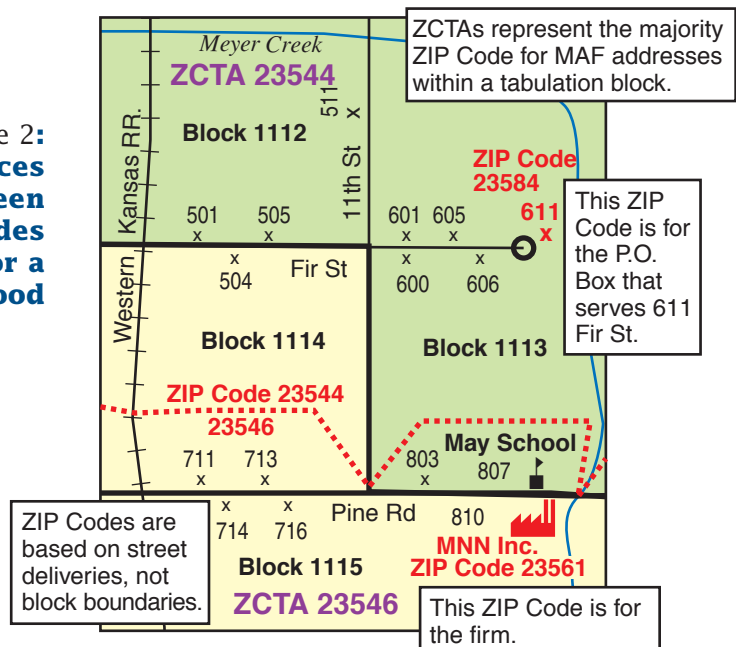 e 2:
ces
een
des
or a
ood
Meyer Creek
ZCTA 23544
ZCTAs represent the majority
ZIP Code for MAF addresses
within a tabulation block.
Western Kansas RR.
Block 1112
511
x
11th St
ZIP Code
23584
611
x
This ZIP
Code is for
the P.O.
Box that
serves 611
Fir St.
501 505
x x
601 605
x x
x
504
Fir St
x x
600 606
Block 1114
Block 1113
ZIP Code 23544
23546
711 713
x x
May School
803 807
x
ZIP Codes are
based on street
deliveries, not
block boundaries.
x x
714 716
Pine Rd
810
MNN Inc.
ZIP Code 23561
Block 1115
ZCTA 23546
This ZIP Code is for
the firm.